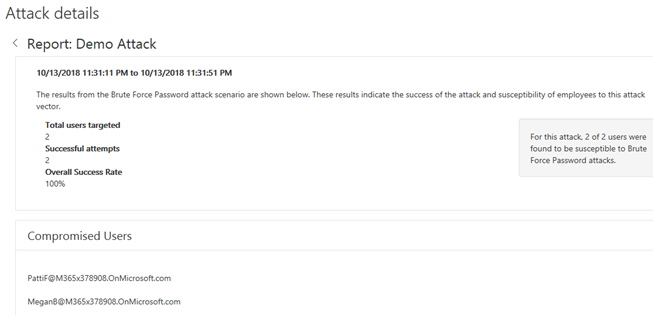 Attack details
Report: Demo Attack
10/13/2018 11:31:11 PM to 10/13/2018 11:31:51 PM
The results from the Brute Force Password attack scenario are shown below. These results indicate the success of the attack and susceptibility of employees to this attack
vector.
Total users targeted
2
Successful attempts
2
Overall Success Rate
100%
For this attack, 2 of 2 users were
found to be susceptible to Brute
Force Password attacks.
Compromised Users
PattiF@M365x378908.OnMicrosoft.com
MeganB@M365x378908.OnMicrosoft.com